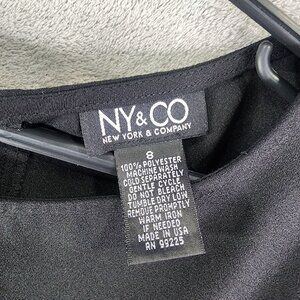 NY&CO
NEW YORK & COMPANY
8
100% POLYESTER
MACHINE WASH
COLD SEPARATELY
GENTLE CYCLE
DO NOT BLEACH
TUMBLE DRY LOW
REMOVE PROMPTLY
WARM IRON
IF NEEDED
MADE IN USA
RN 99225